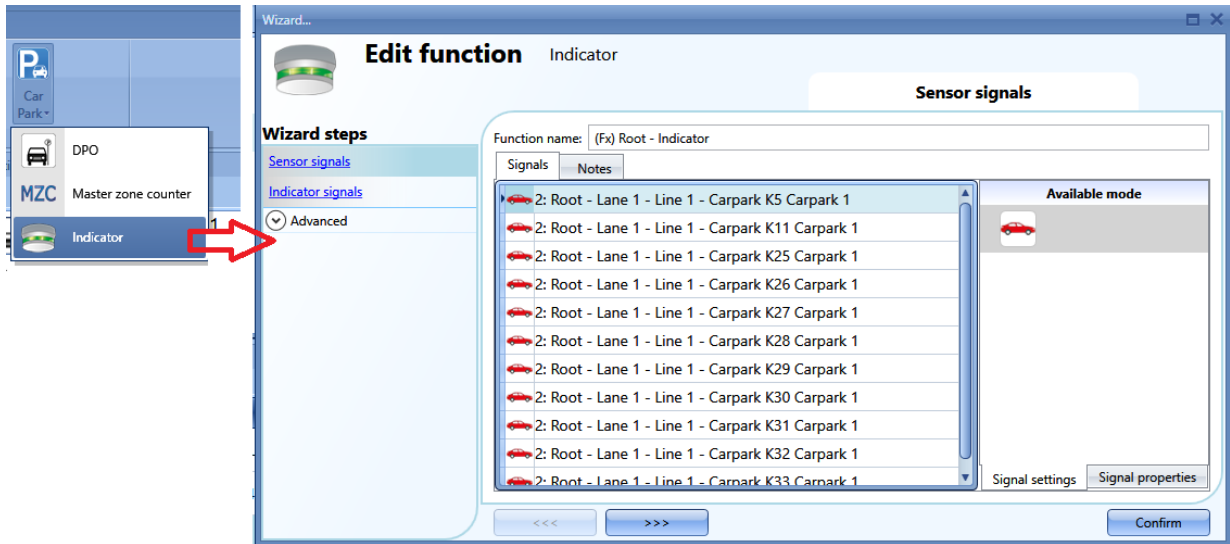 Car
Park
DPO
MZC Master zone counter
Indicator
1
Wizard...
Edit function Indicator
Sensor signals
Wizard steps
Sensor signals
Indicator signals
Advanced
Function name: (Fx) Root - Indicator
Signals Notes
2: Root - Lane 1 - Line 1 - Carpark K5 Carpark 1
2: Root - Lane 1 - Line 1 - Carpark K11 Carpark 1
2: Root - Lane 1 - Line 1 - Carpark K25 Carpark 1
2: Root - Lane 1 - Line 1 - Carpark K26 Carpark 1
2: Root - Lane 1 - Line 1 - Carpark K27 Carpark 1
2: Root - Lane 1 - Line 1 - Carpark K28 Carpark 1
2: Root - Lane 1 - Line 1 - Carpark K29 Carpark 1
2: Root - Lane 1 - Line 1 - Carpark K30 Carpark 1
2: Root - Lane 1 - Line 1 - Carpark K31 Carpark 1
2: Root - Lane 1 - Line 1 - Carpark K32 Carpark 1
2: Root - Lane 1 - Line 1 - Carpark K33 Carpark 1
Available mode
Signal settings Signal properties
<<< >>> Confirm